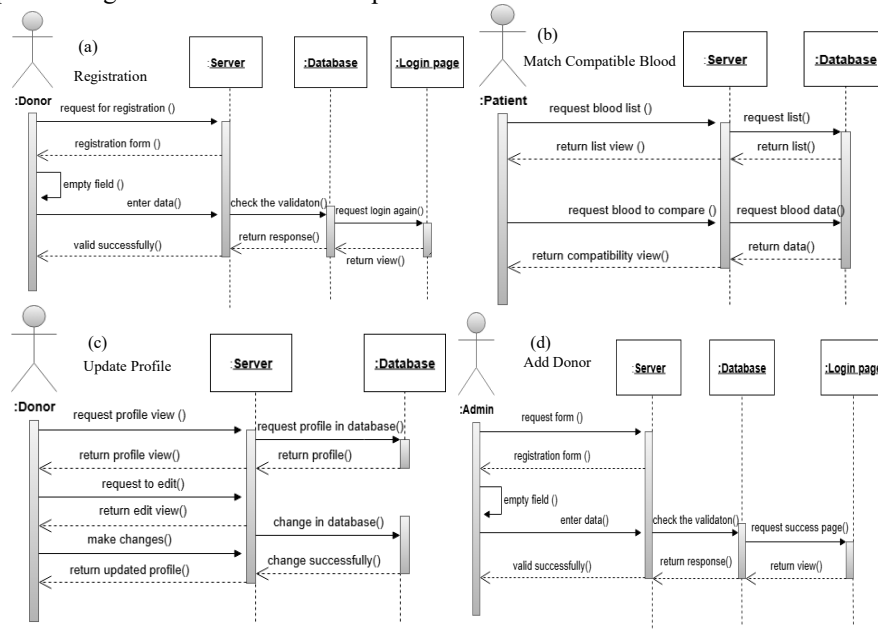 (a)
Registration
:Server
:Database
:Login page
:Donor
request for registration ()
registration form ()
empty field ()
enter data()
check the validaton()
request login again()
return response()
valid successfully()
return view()
(b)
Match Compatible Blood
:Server
:Database
:Patient
request blood list ()
request list()
return list view ()
return list()
request blood to compare ()
request blood data()
return data()
return compatibility view()
(c)
Update Profile
:Server
:Database
:Donor
request profile view ()
request profile in database()
return profile view()
return profile()
request to edit()
return edit view()
change in database()
make changes()
change successfully()
return updated profile()
(d)
Add Donor
:Server
:Database
:Login page
:Admin
request form ()
registration form ()
empty field ()
enter data()
check the validaton()
request success page()
return response()
valid successfully()
return view()